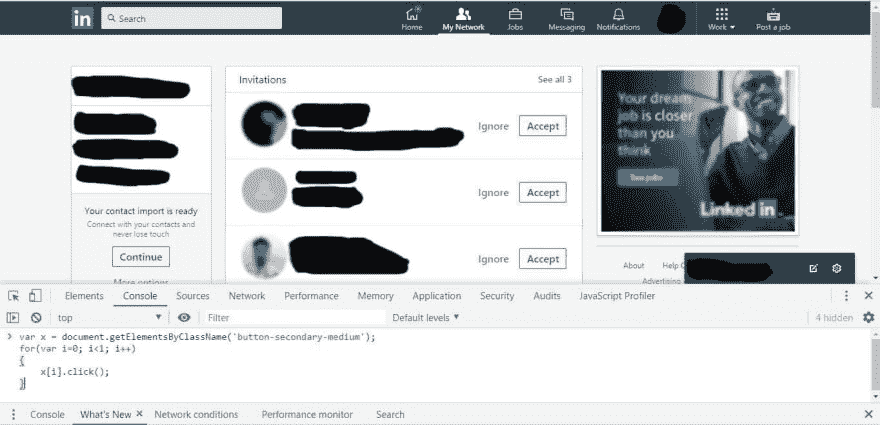 in Search Home My Network Jobs Messaging Notifications Work ▾ Post a job
Invitations See all 3
Ignore Accept
Ignore Accept
Ignore Accept
Your contact import is ready
Connect with your contacts and
never lose touch
Continue
More options
Your dream
job is closer
than you
think
Linked in
About Help C
Advertising
Elements Console Sources Network Performance Memory Application Security Audits JavaScript Profiler
top ▼ Filter Default levels ▼ 4 hidden
> var x = document.getElementsByClassName('button-secondary-medium');
for(var i=0; i<1; i++)
{
x[i].click();
}
Console What's New × Network conditions Performance monitor Search